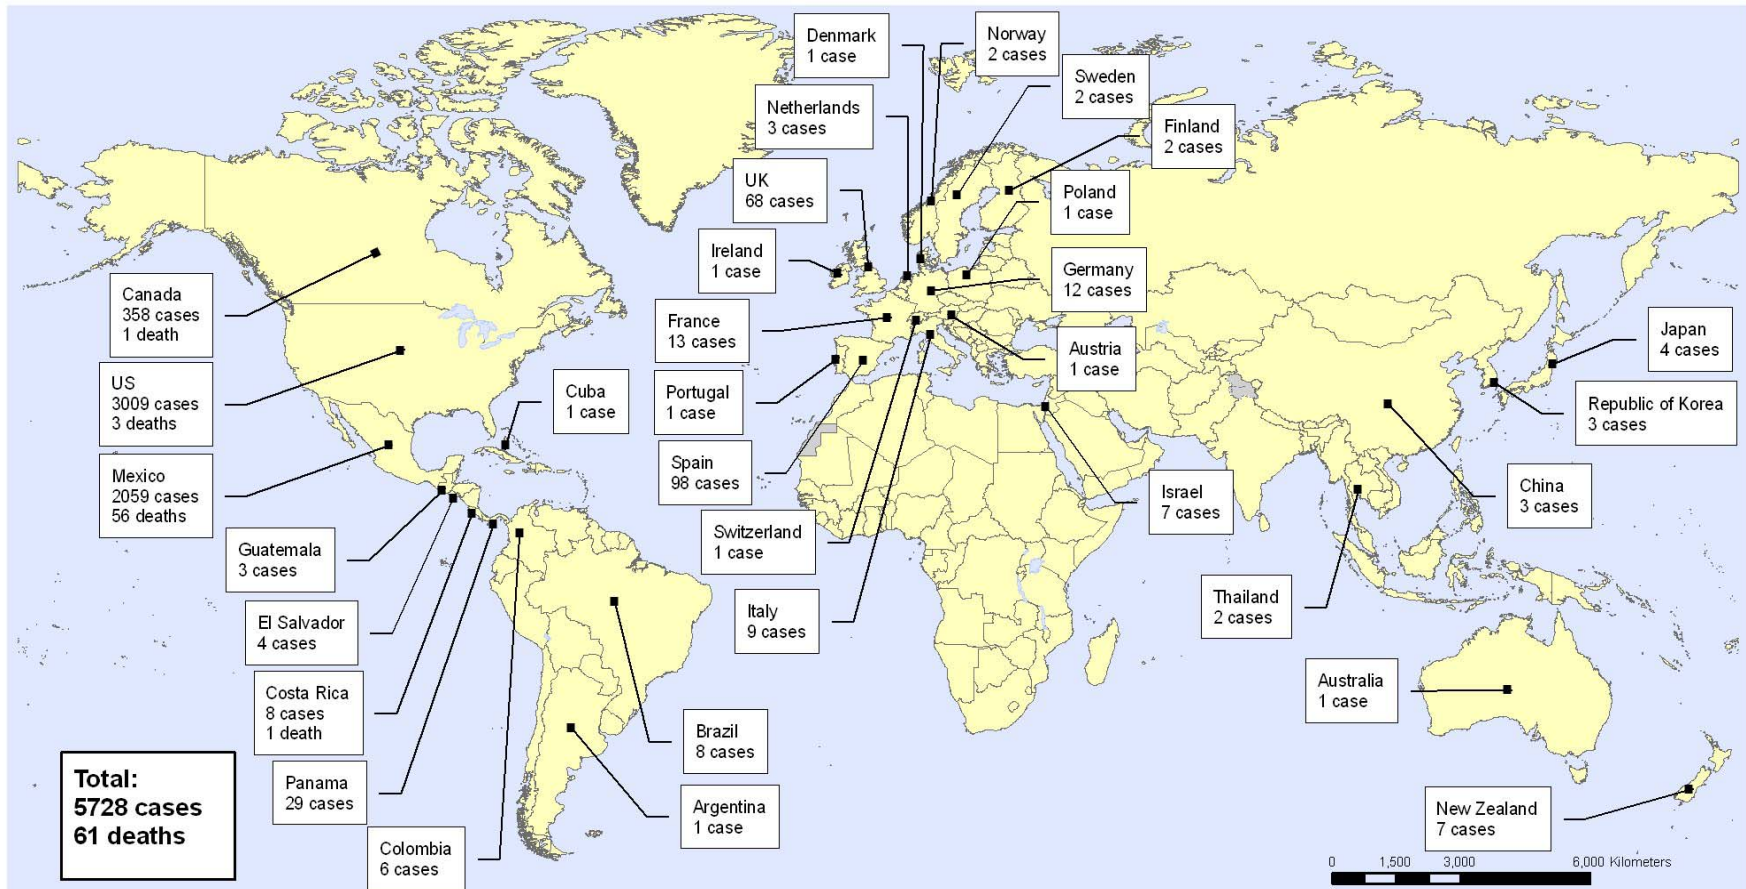 Denmark
1 case
Norway
2 cases
Sweden
2 cases
Netherlands
3 cases
Finland
2 cases
UK
68 cases
Poland
1 case
Ireland
1 case
Germany
12 cases
Canada
358 cases
1 death
France
13 cases
Austria
1 case
Japan
4 cases
US
3009 cases
3 deaths
Cuba
1 case
Portugal
1 case
Republic of Korea
3 cases
Mexico
2059 cases
56 deaths
Spain
98 cases
Israel
7 cases
China
3 cases
Switzerland
1 case
Guatemala
3 cases
Thailand
2 cases
El Salvador
4 cases
Italy
9 cases
Australia
1 case
Costa Rica
8 cases
1 death
Brazil
8 cases
Total:
5728 cases
61 deaths
Panama
29 cases
Argentina
1 case
New Zealand
7 cases
Colombia
6 cases
0 1,500 3,000 6,000 Kilometers